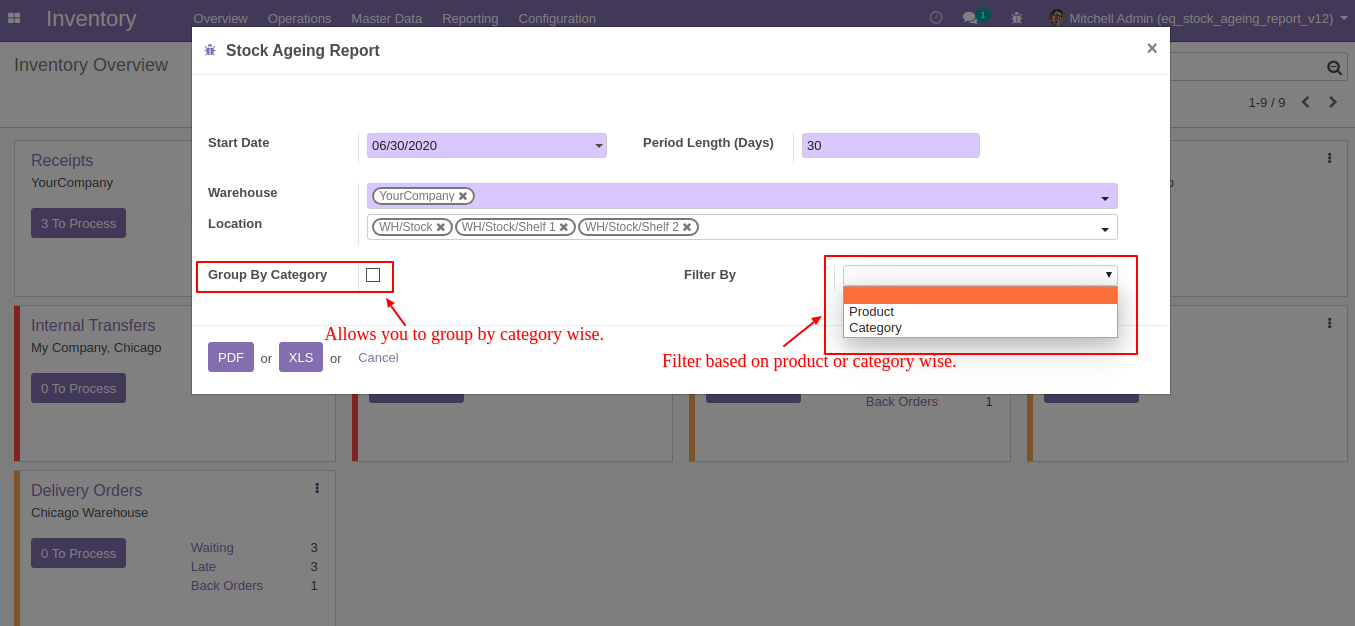 Inventory Overview Operations Master Data Reporting Configuration 1 Mitchell Admin (eq_stock_ageing_report_v12)
Stock Ageing Report ×
Inventory Overview
1-9 / 9
Start Date 06/30/2020 Period Length (Days) 30
Receipts
YourCompany
Warehouse YourCompany
3 To Process
Location WH/Stock WH/Stock/Shelf 1 WH/Stock/Shelf 2
Group By Category Filter By
Product
Category
Internal Transfers
My Company, Chicago
Allows you to group by category wise.
PDF or XLS or Cancel
Filter based on product or category wise.
0 To Process
Back Orders 1
Delivery Orders
Chicago Warehouse
0 To Process
Waiting 3
Late 3
Back Orders 1